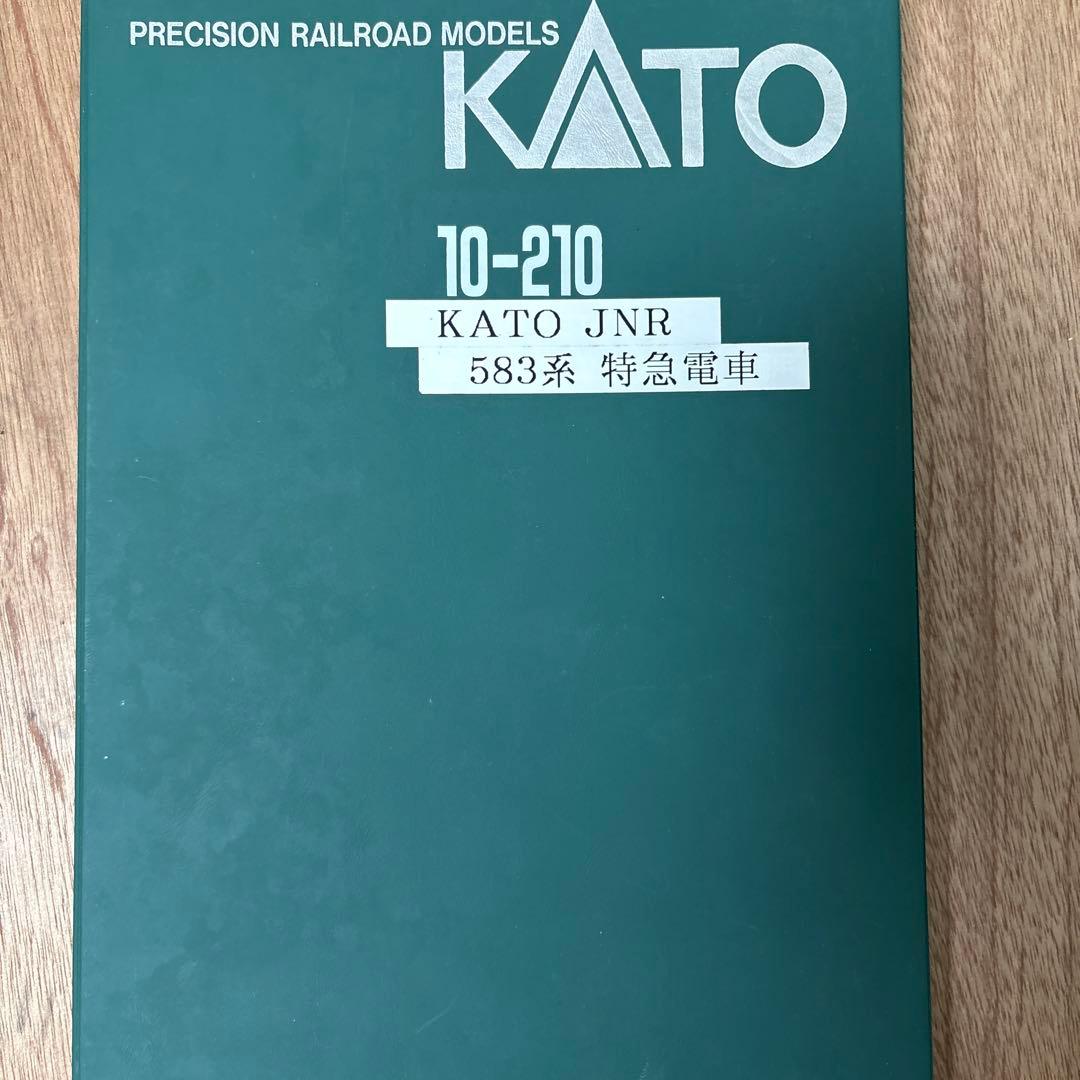 PRECISION RAILROAD MODELS
KATO
10-210
KATO JNR
583系 特急電車